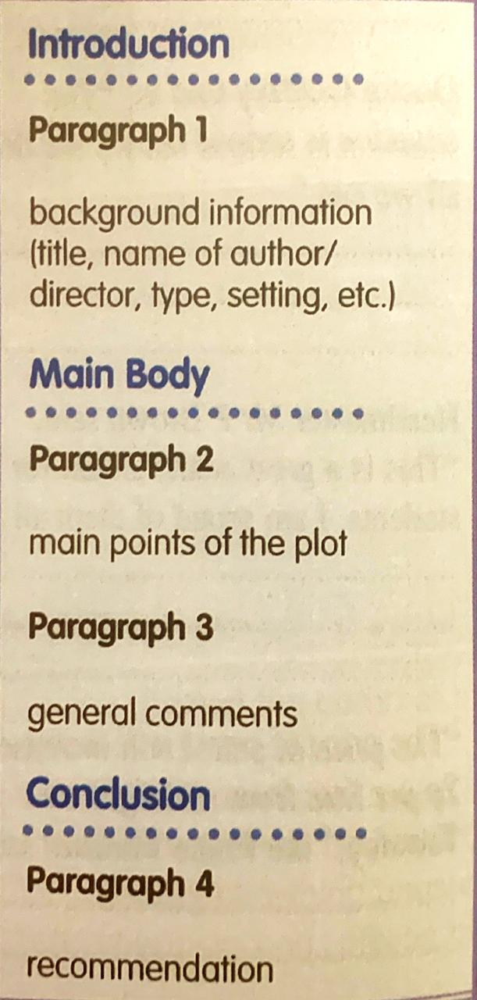 Introduction
Paragraph 1
background information
(title, name of author/
director, type, setting, etc.)
Main Body
Paragraph 2
main points of the plot
Paragraph 3
general comments
Conclusion
Paragraph 4
recommendation